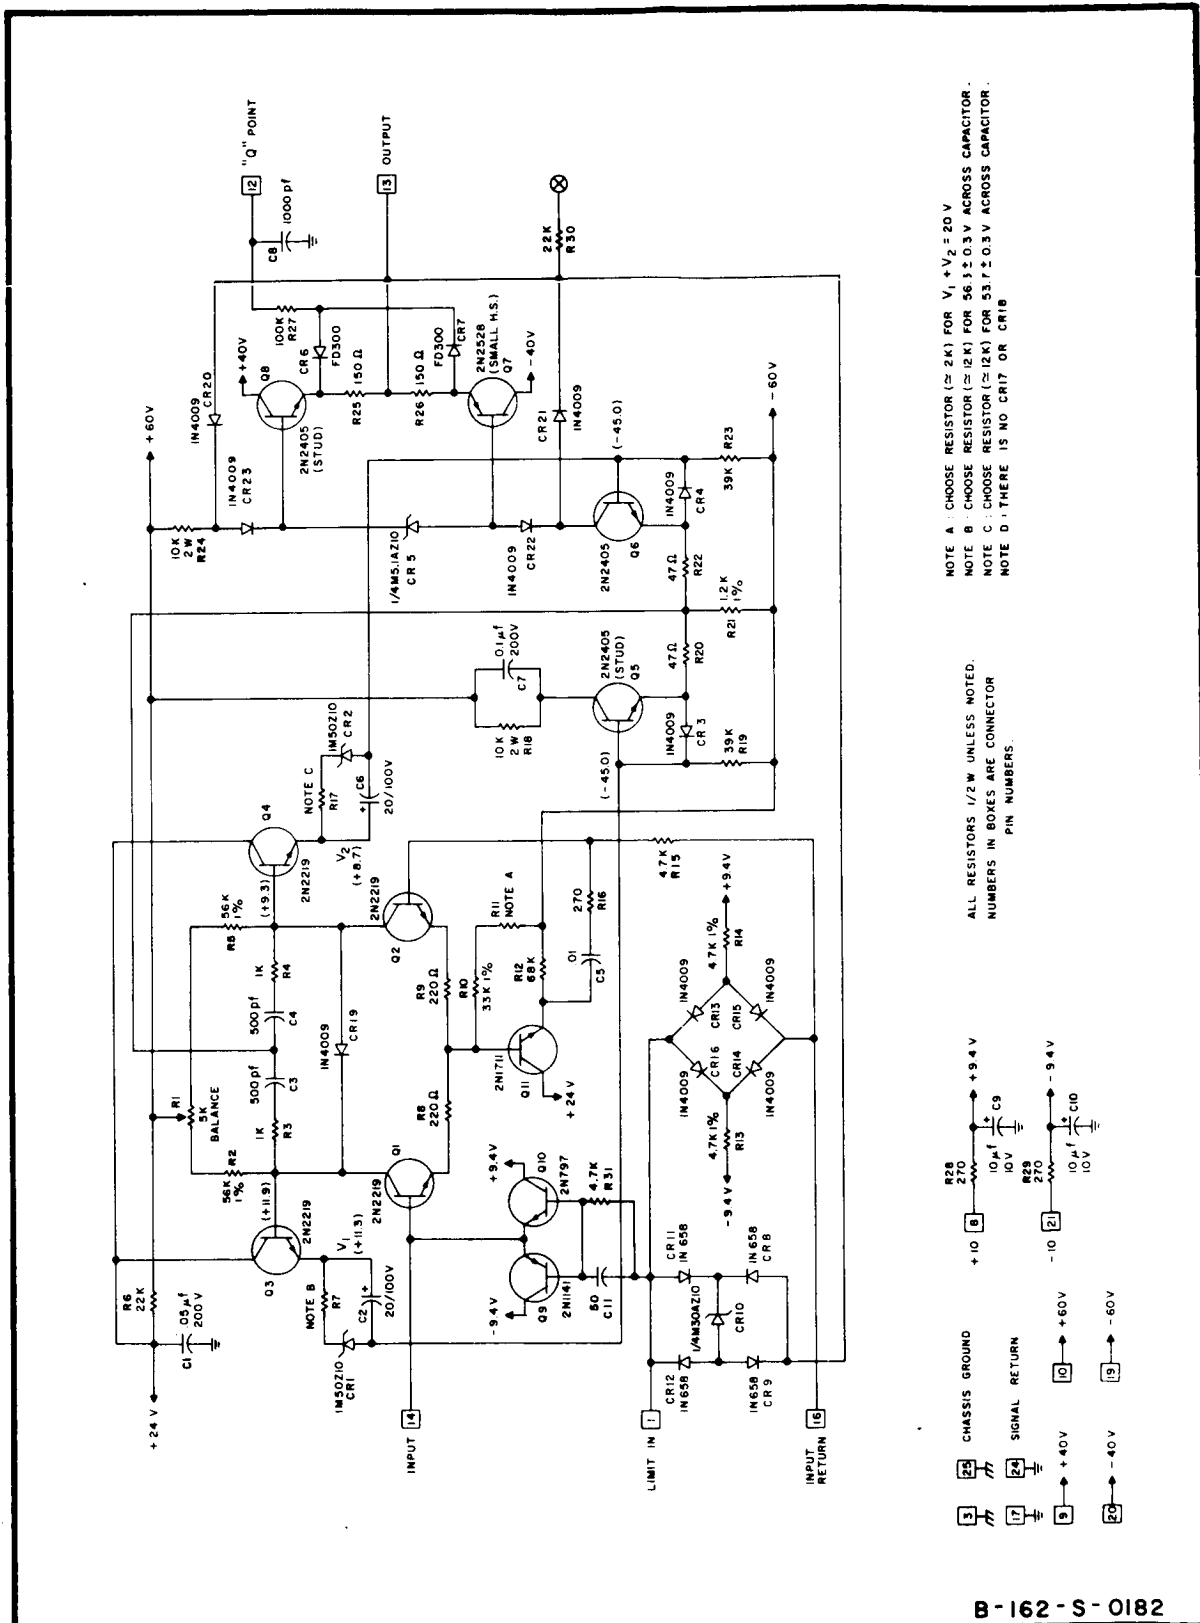 +24 V
C1
.05 µf
200 V
R6
22K
+60V
R1
5K
BALANCE
R2
56K
1%
R5
56K
1%
R3
1K
500 pf
C3
500 pf
C4
1K
R4
(+11.9)
(+9.3)
Q3
2N2219
Q4
2N2219
V1
(+11.3)
V2
(+8.7)
NOTE B
R7
C2
20/100V
1M50Z10
CR1
NOTE C
R17
1M50Z10
CR2
C6
20/100V
1N4009
CR19
Q1
2N2219
Q2
2N2219
R8
220Ω
R9
220Ω
R10
33K 1%
R11
NOTE A
R12
68K
2N1711
Q11
+24V
.01
C5
270
R16
4.7K
R15
INPUT
14
+9.4V
-9.4V
Q10
2N797
Q9
2N1141
4.7K
R31
50
C11
LIMIT IN
1
CR11
1N658
CR12
1N658
1N658
CR8
1N658
CR9
1/4M30AZ10
CR10
INPUT
RETURN
16
1N4009
CR13
1N4009
CR15
CR16
1N4009
CR14
1N4009
4.7K 1%
R13
-9.4V
4.7K 1%
R14
+9.4V
10K
2W
R18
0.1µf
200V
C7
2N2405
(STUD)
Q5
(-45.0)
1N4009
CR3
39K
R19
47Ω
R20
1.2K
1%
R21
47Ω
R22
2N2405
Q6
(-45.0)
1N4009
CR4
39K
R23
-60V
10K
2W
R24
1N4009
CR23
1N4009
CR20
1/4M5.1AZ10
CR5
1N4009
CR22
CR21
1N4009
+40V
Q8
2N2405
(STUD)
CR6
FD300
100K
R27
150Ω
R25
150Ω
R26
FD300
CR7
2N2528
(SMALL H.S.)
Q7
-40V
C8
1000pf
12
"Q" POINT
13
OUTPUT
22K
R30
NOTE A : CHOOSE RESISTOR (≃ 2K) FOR V1 + V2 = 20 V
NOTE B : CHOOSE RESISTOR (≃ 12K) FOR 56.3 ± 0.3 V ACROSS CAPACITOR.
NOTE C : CHOOSE RESISTOR (≃ 12K) FOR 53.7 ± 0.3 V ACROSS CAPACITOR.
NOTE D : THERE IS NO CR17 OR CR18
ALL RESISTORS 1/2 W UNLESS NOTED.
NUMBERS IN BOXES ARE CONNECTOR
PIN NUMBERS.
3
25
CHASSIS GROUND
17
24
SIGNAL RETURN
9
+40V
10
+60V
20
-40V
19
-60V
+10
8
R28
270
+9.4V
10µf
10V
C9
-10
21
R29
270
-9.4V
10µf
10V
C10
B-162-S-0182